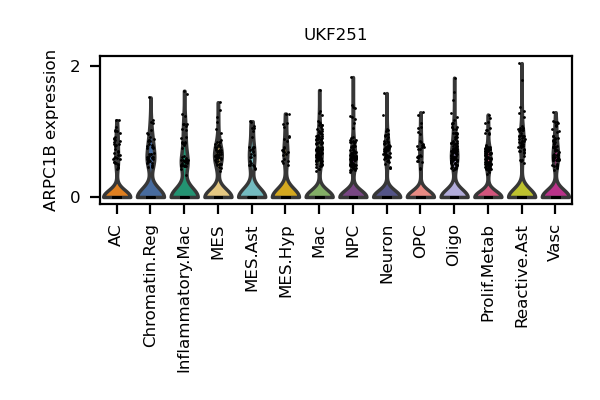 UKF251
ARPC1B expression
2
0
AC
Chromatin.Reg
Inflammatory.Mac
MES
MES.Ast
MES.Hyp
Mac
NPC
Neuron
OPC
Oligo
Prolif.Metab
Reactive.Ast
Vasc